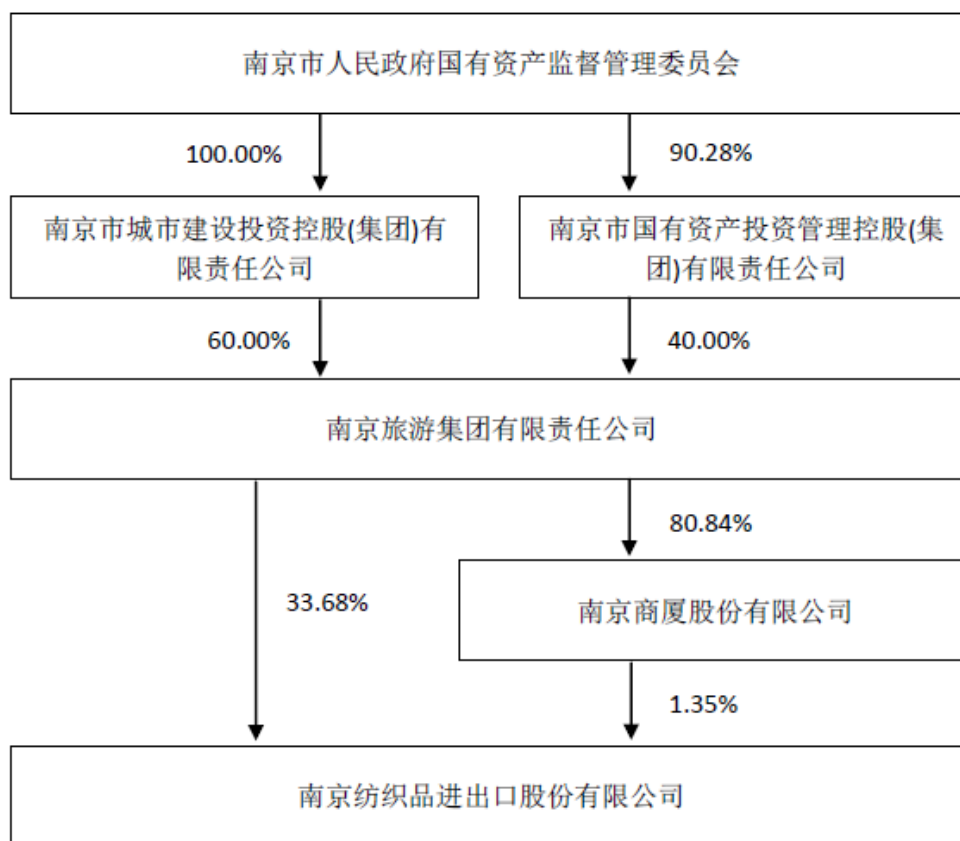 南京市人民政府国有资产监督管理委员会
100.00%
90.28%
南京市城市建设投资控股(集团)有
限责任公司
南京市国有资产投资管理控股(集
团)有限责任公司
60.00%
40.00%
南京旅游集团有限责任公司
80.84%
33.68%
南京商厦股份有限公司
1.35%
南京纺织品进出口股份有限公司